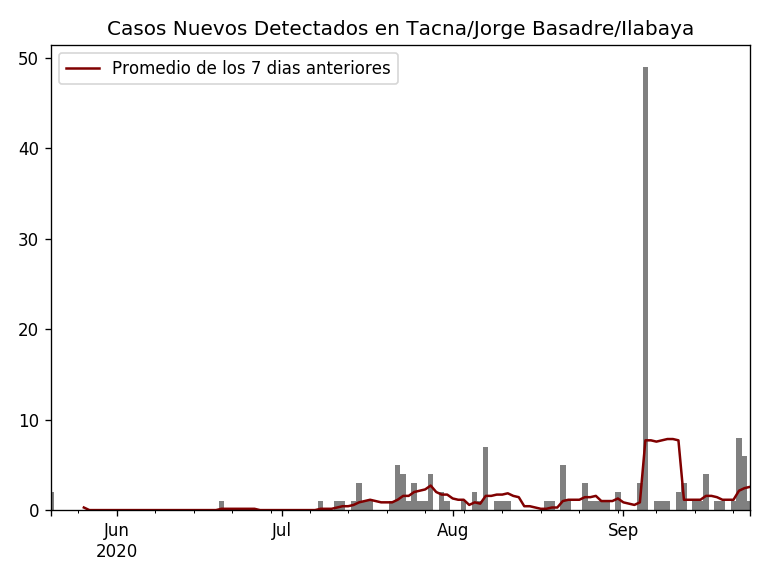 Casos Nuevos Detectados en Tacna/Jorge Basadre/Ilabaya
Promedio de los 7 dias anteriores
50
40
30
20
10
0
Jun
2020
Jul
Aug
Sep